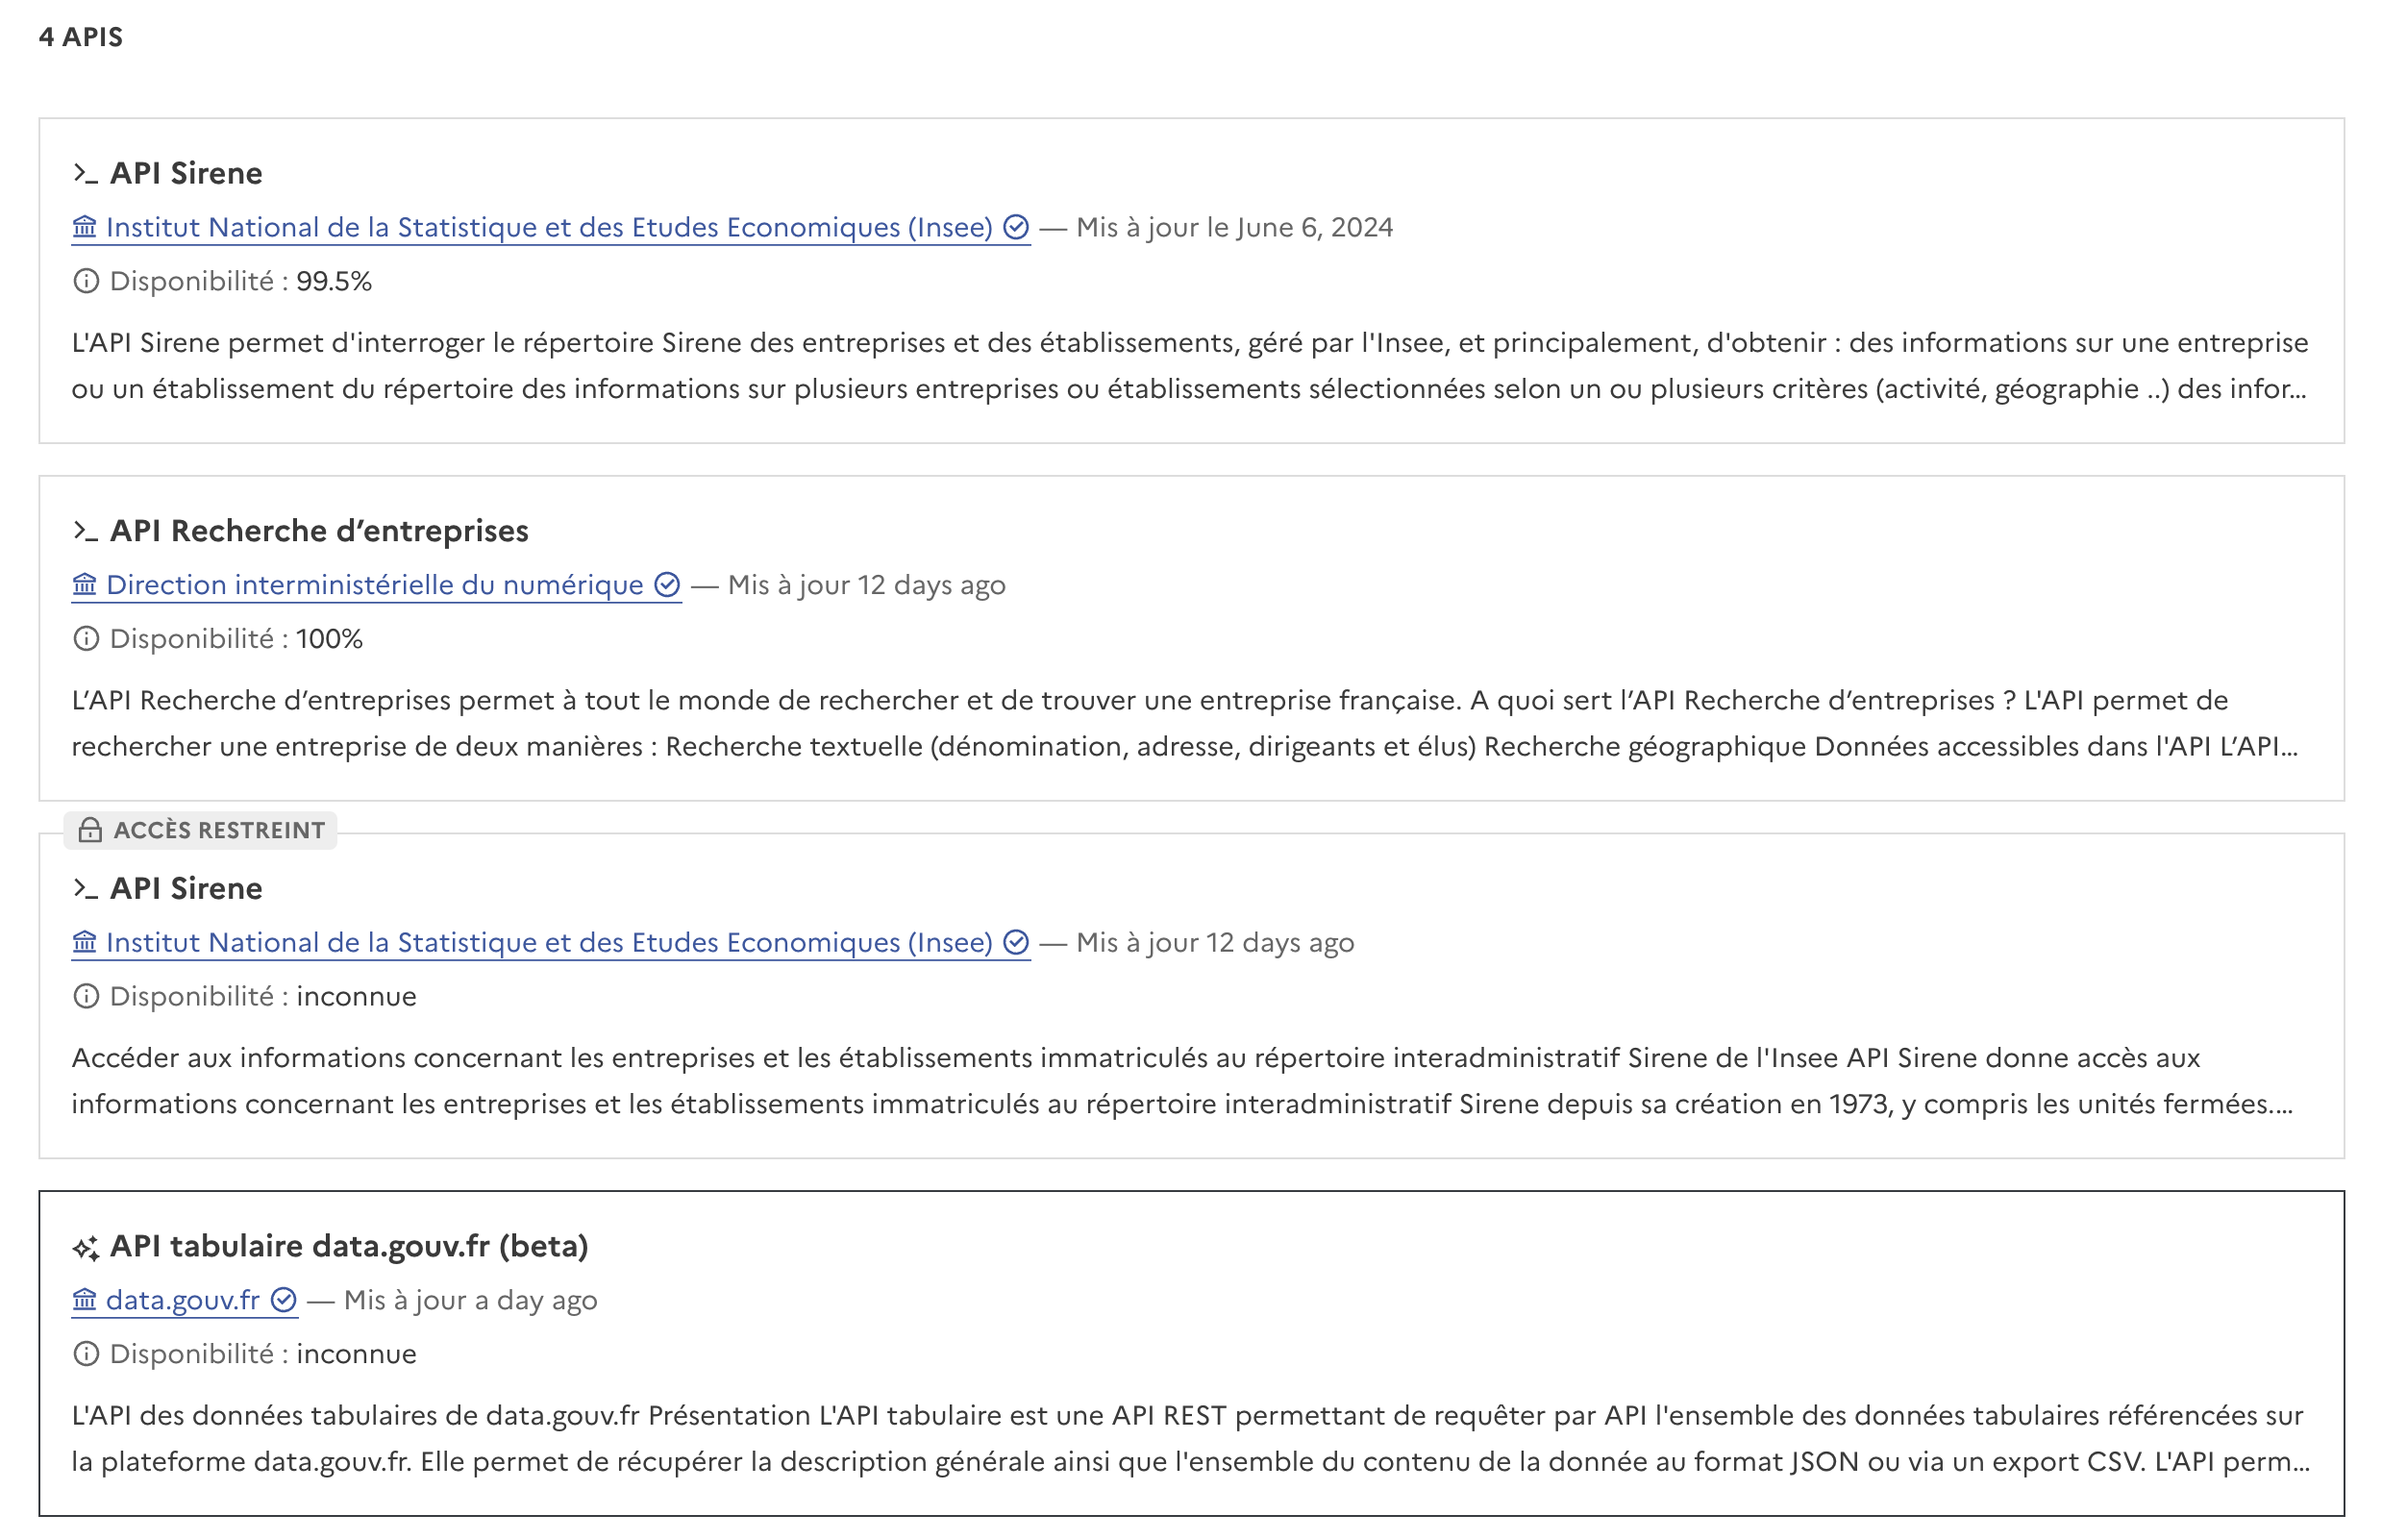 4 APIS
API Sirene
Institut National de la Statistique et des Etudes Economiques (Insee) — Mis à jour le June 6, 2024
Disponibilité : 99.5%
L'API Sirene permet d'interroger le répertoire Sirene des entreprises et des établissements, géré par l'Insee, et principalement, d'obtenir : des informations sur une entreprise
ou un établissement du répertoire des informations sur plusieurs entreprises ou établissements sélectionnées selon un ou plusieurs critères (activité, géographie ..) des infor...
API Recherche d’entreprises
Direction interministérielle du numérique — Mis à jour 12 days ago
Disponibilité : 100%
L’API Recherche d’entreprises permet à tout le monde de rechercher et de trouver une entreprise française. A quoi sert l’API Recherche d’entreprises ? L'API permet de
rechercher une entreprise de deux manières : Recherche textuelle (dénomination, adresse, dirigeants et élus) Recherche géographique Données accessibles dans l'API L’API...
ACCÈS RESTREINT
API Sirene
Institut National de la Statistique et des Etudes Economiques (Insee) — Mis à jour 12 days ago
Disponibilité : inconnue
Accéder aux informations concernant les entreprises et les établissements immatriculés au répertoire interadministratif Sirene de l'Insee API Sirene donne accès aux
informations concernant les entreprises et les établissements immatriculés au répertoire interadministratif Sirene depuis sa création en 1973, y compris les unités fermées....
API tabulaire data.gouv.fr (beta)
data.gouv.fr — Mis à jour a day ago
Disponibilité : inconnue
L'API des données tabulaires de data.gouv.fr Présentation L'API tabulaire est une API REST permettant de requêter par API l'ensemble des données tabulaires référencées sur
la plateforme data.gouv.fr. Elle permet de récupérer la description générale ainsi que l'ensemble du contenu de la donnée au format JSON ou via un export CSV. L'API perm...